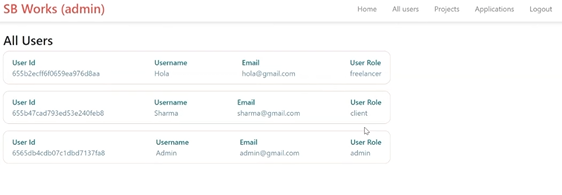 SB Works (admin)
Home All users Projects Applications Logout
All Users
User Id Username Email User Role
655b2ecff6f0659ea976d8aa Hola hola@gmail.com freelancer
User Id Username Email User Role
655b47cad793ed53e240feb8 Sharma sharma@gmail.com client
User Id Username Email User Role
6565db4cdb07c1dbd7137fa8 Admin admin@gmail.com admin